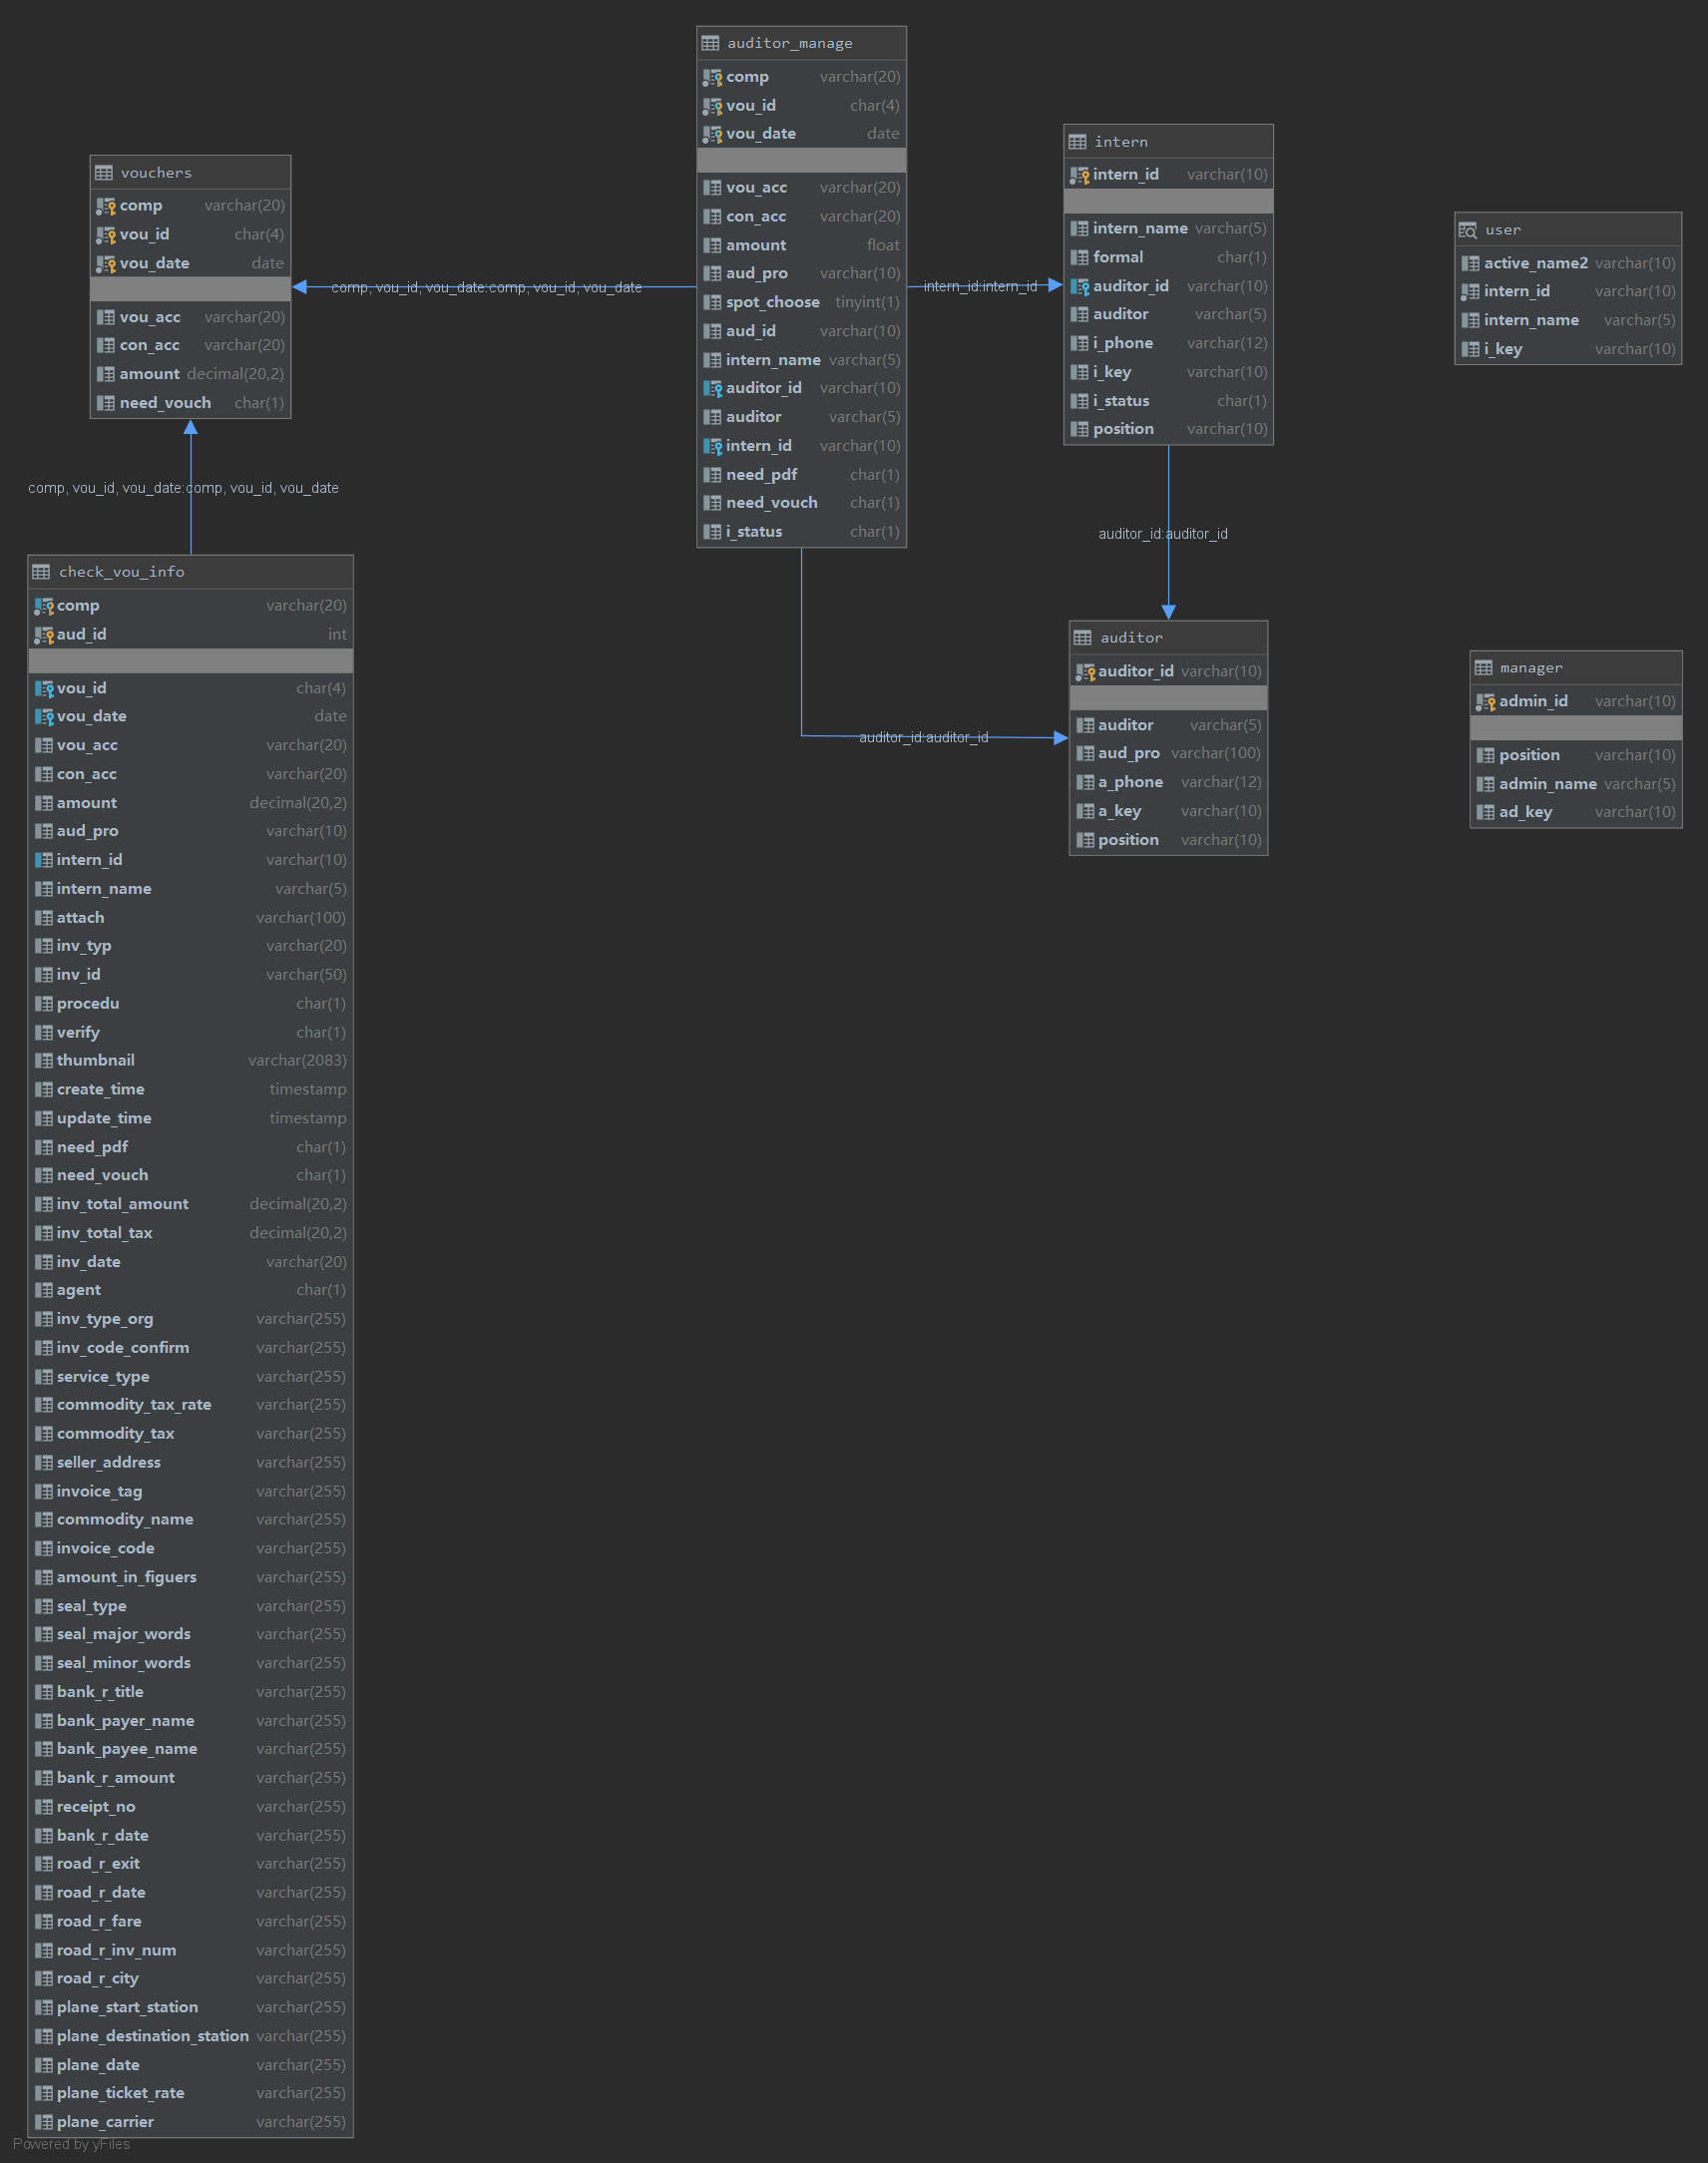 auditor_manage
comp varchar(20)
vou_id char(4)
vou_date date
vou_acc varchar(20)
con_acc varchar(20)
amount float
aud_pro varchar(10)
spot_choose tinyint(1)
aud_id varchar(10)
intern_name varchar(5)
auditor_id varchar(10)
auditor varchar(5)
intern_id varchar(10)
need_pdf char(1)
need_vouch char(1)
i_status char(1)
intern
intern_id varchar(10)
intern_name varchar(5)
formal char(1)
auditor_id varchar(10)
auditor varchar(5)
i_phone varchar(12)
i_key varchar(10)
i_status char(1)
position varchar(10)
vouchers
comp varchar(20)
vou_id char(4)
vou_date date
vou_acc varchar(20)
con_acc varchar(20)
amount decimal(20,2)
need_vouch char(1)
user
active_name2 varchar(10)
intern_id varchar(10)
intern_name varchar(5)
i_key varchar(10)
comp, vou_id, vou_date:comp, vou_id, vou_date
intern_id:intern_id
comp, vou_id, vou_date:comp, vou_id, vou_date
auditor_id:auditor_id
auditor_id:auditor_id
auditor
auditor_id varchar(10)
auditor varchar(5)
aud_pro varchar(100)
a_phone varchar(12)
a_key varchar(10)
position varchar(10)
manager
admin_id varchar(10)
position varchar(10)
admin_name varchar(5)
ad_key varchar(10)
check_vou_info
comp varchar(20)
aud_id int
vou_id char(4)
vou_date date
vou_acc varchar(20)
con_acc varchar(20)
amount decimal(20,2)
aud_pro varchar(10)
intern_id varchar(10)
intern_name varchar(5)
attach varchar(100)
inv_typ varchar(20)
inv_id varchar(50)
procedu char(1)
verify char(1)
thumbnail varchar(2083)
create_time timestamp
update_time timestamp
need_pdf char(1)
need_vouch char(1)
inv_total_amount decimal(20,2)
inv_total_tax decimal(20,2)
inv_date varchar(20)
agent char(1)
inv_type_org varchar(255)
inv_code_confirm varchar(255)
service_type varchar(255)
commodity_tax_rate varchar(255)
commodity_tax varchar(255)
seller_address varchar(255)
invoice_tag varchar(255)
commodity_name varchar(255)
invoice_code varchar(255)
amount_in_figuers varchar(255)
seal_type varchar(255)
seal_major_words varchar(255)
seal_minor_words varchar(255)
bank_r_title varchar(255)
bank_payer_name varchar(255)
bank_payee_name varchar(255)
bank_r_amount varchar(255)
receipt_no varchar(255)
bank_r_date varchar(255)
road_r_exit varchar(255)
road_r_date varchar(255)
road_r_fare varchar(255)
road_r_inv_num varchar(255)
road_r_city varchar(255)
plane_start_station varchar(255)
plane_destination_station varchar(255)
plane_date varchar(255)
plane_ticket_rate varchar(255)
plane_carrier varchar(255)
Powered by yFiles